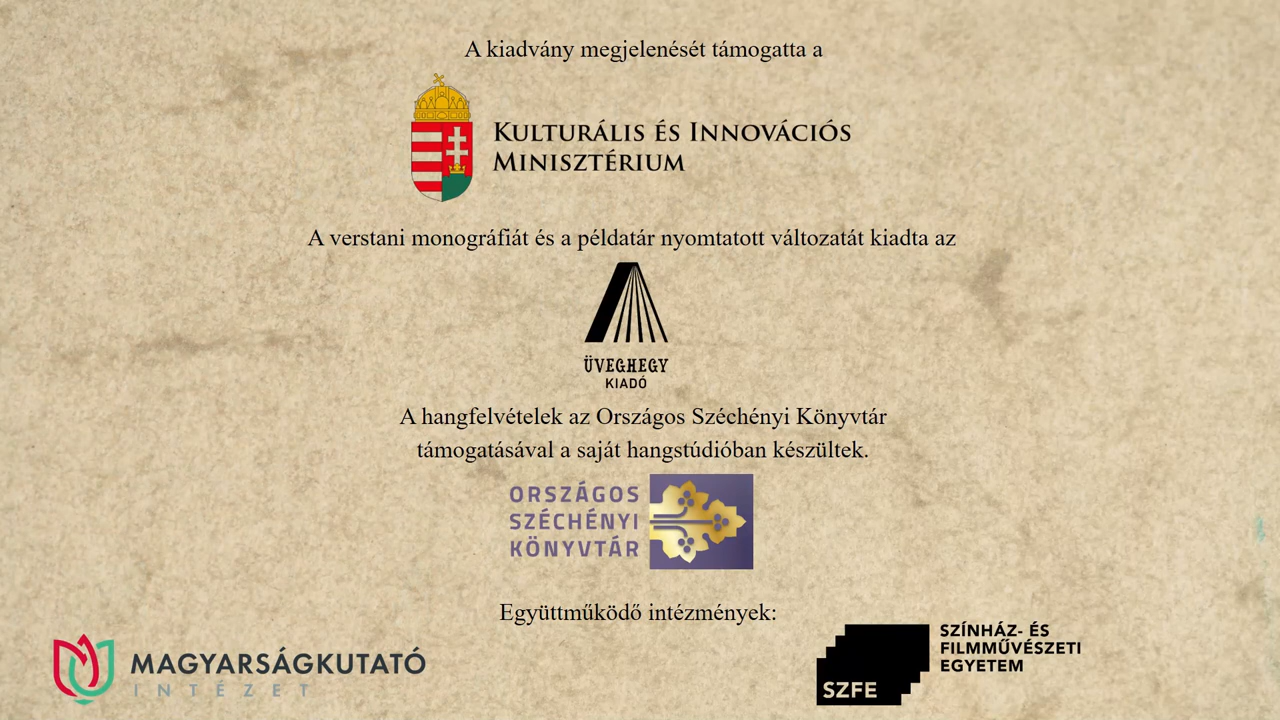 A kiadvány megjelenését támogatta a
KULTURÁLIS ÉS INNOVÁCIÓS
MINISZTÉRIUM
A verstani monográfiát és a példatár nyomtatott változatát kiadta az
ÜVEGHEGY
KIADÓ
A hangfelvételek az Országos Széchényi Könyvtár
támogatásával a saját hangstúdióban készültek.
ORSZÁGOS
SZÉCHÉNYI
KÖNYVTÁR
Együttműködő intézmények:
MAGYARSÁGKUTATÓ
INTÉZET
SZÍNHÁZ- ÉS
FILMMŰVÉSZETI
EGYETEM
SZFE